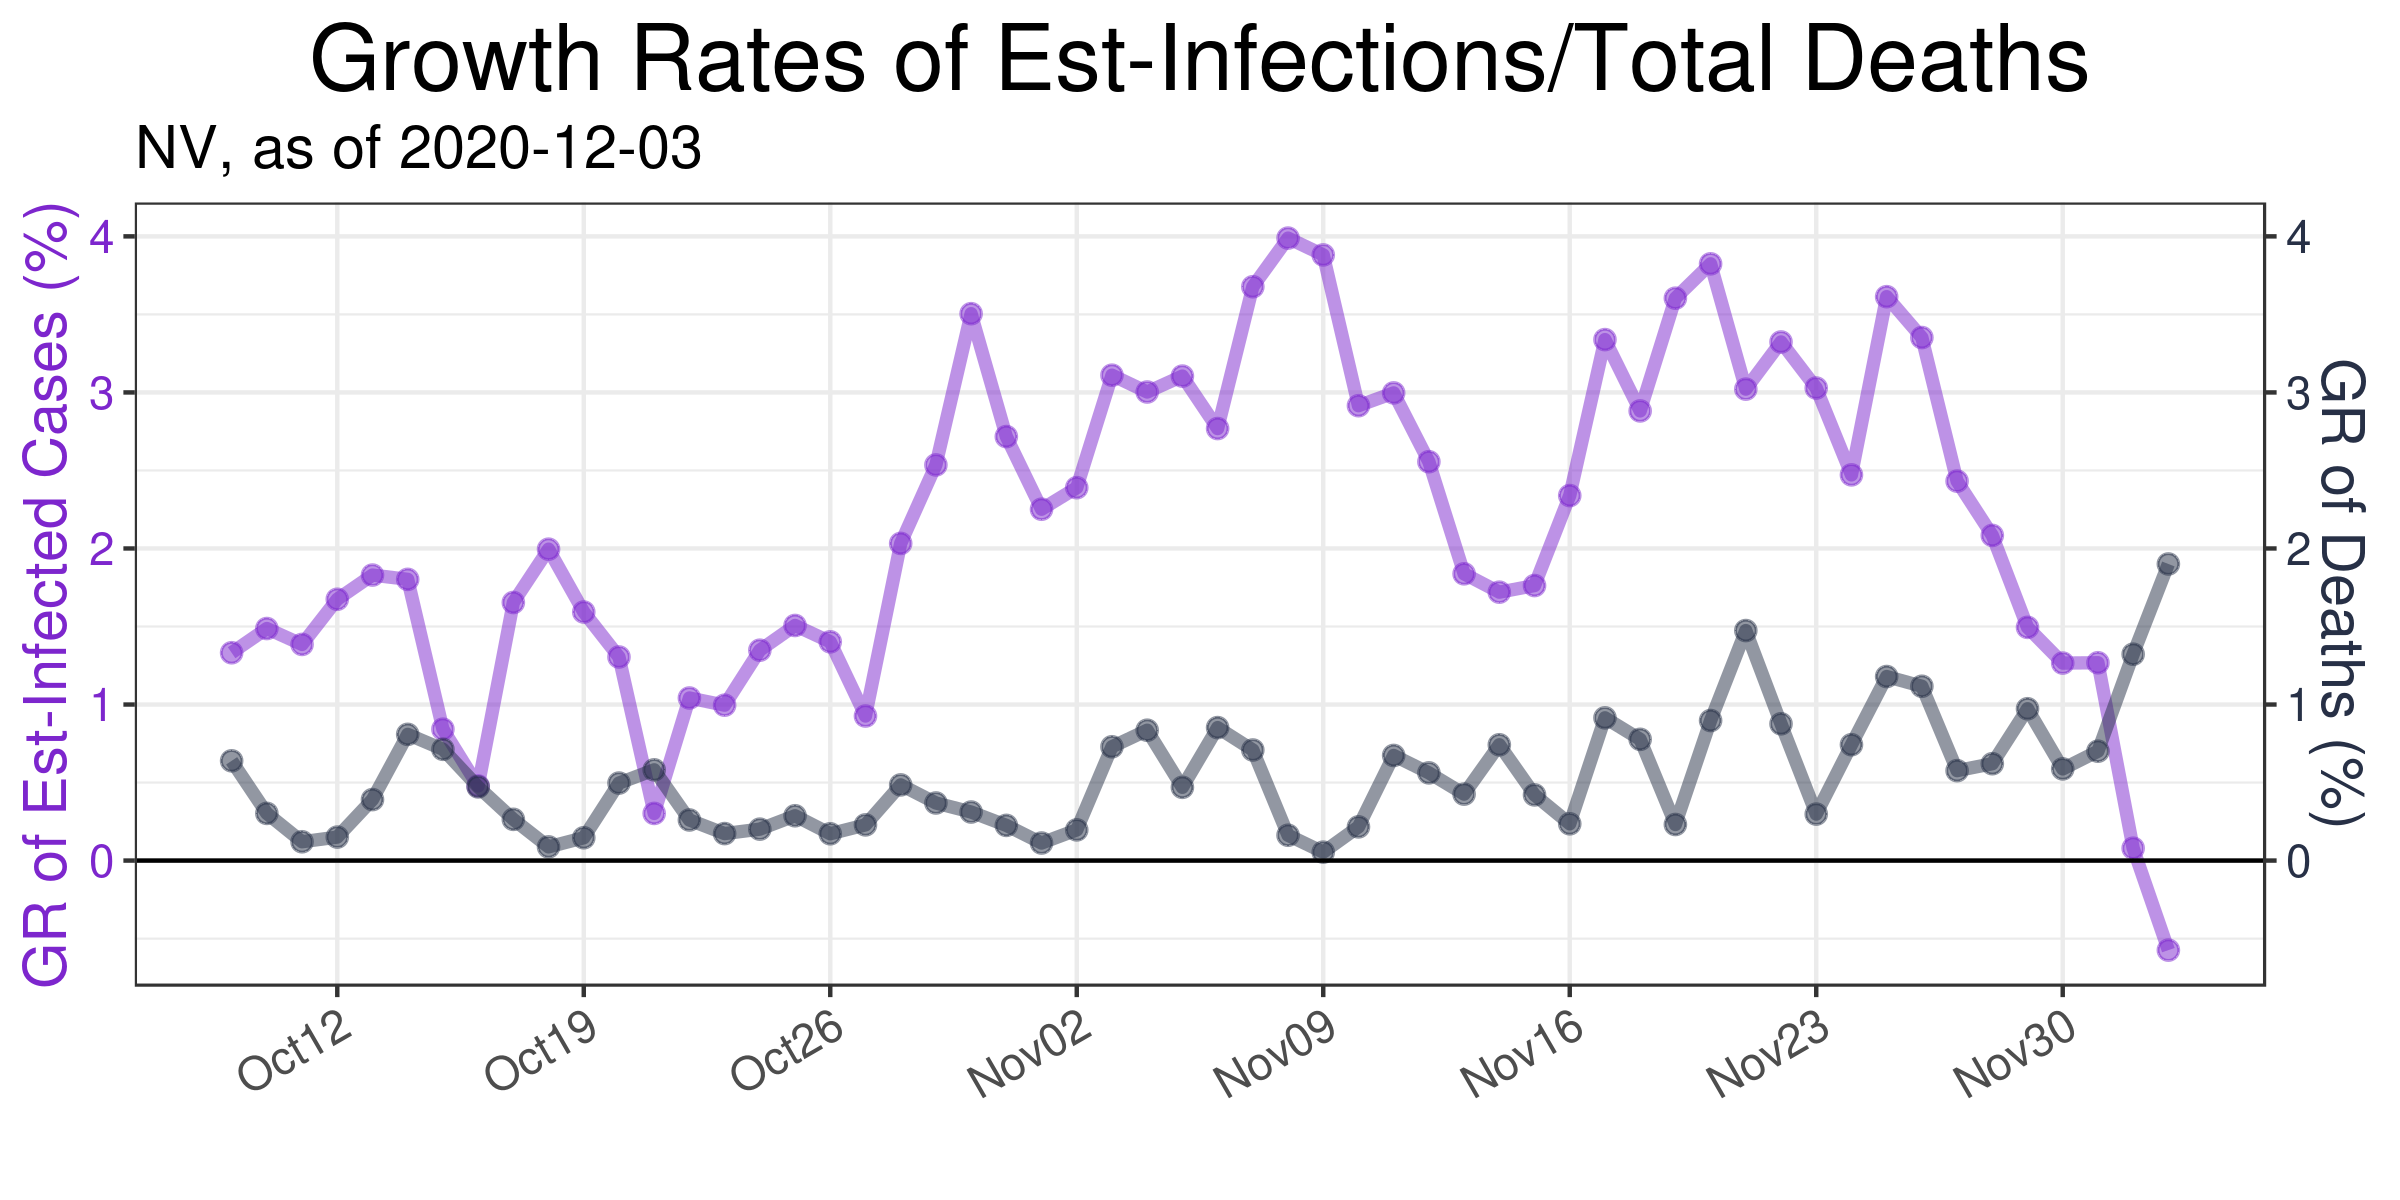 Growth Rates of Est-Infections/Total Deaths
NV, as of 2020-12-03
GR of Est-Infected Cases (%)
4
3
2
1
0
4
3
2
1
0
GR of Deaths (%)
Oct12
Oct19
Oct26
Nov02
Nov09
Nov16
Nov23
Nov30